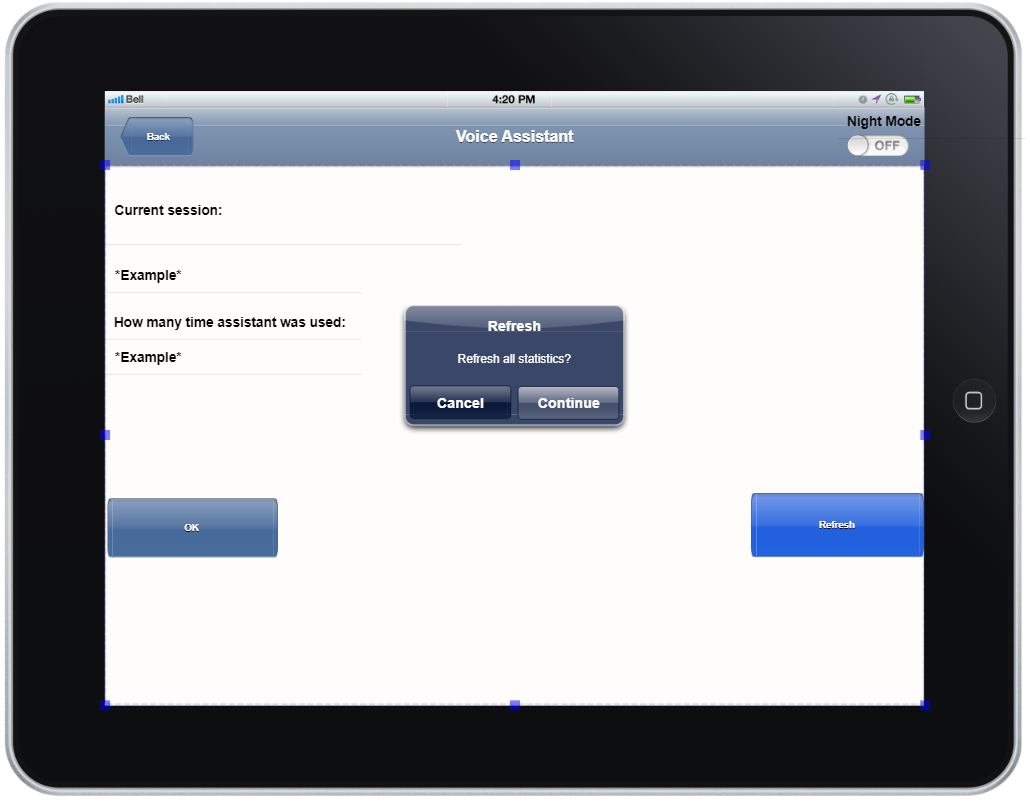 Bell 4:20 PM
Night Mode
Back Voice Assistant
OFF
Current session:
*Example*
How many time assistant was used:
*Example*
Refresh
Refresh all statistics?
Cancel Continue
OK Refresh